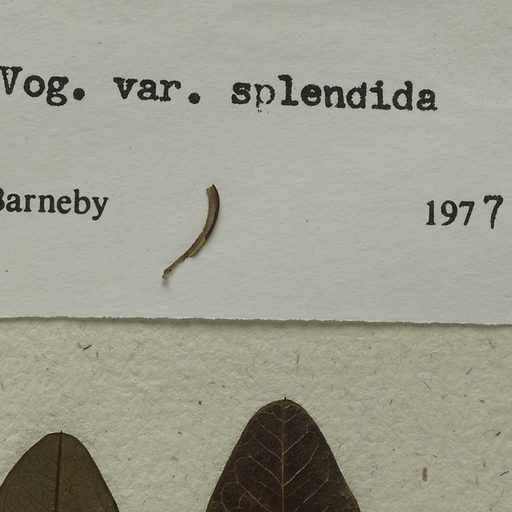 Vog. var. splendida
Barneby 1977